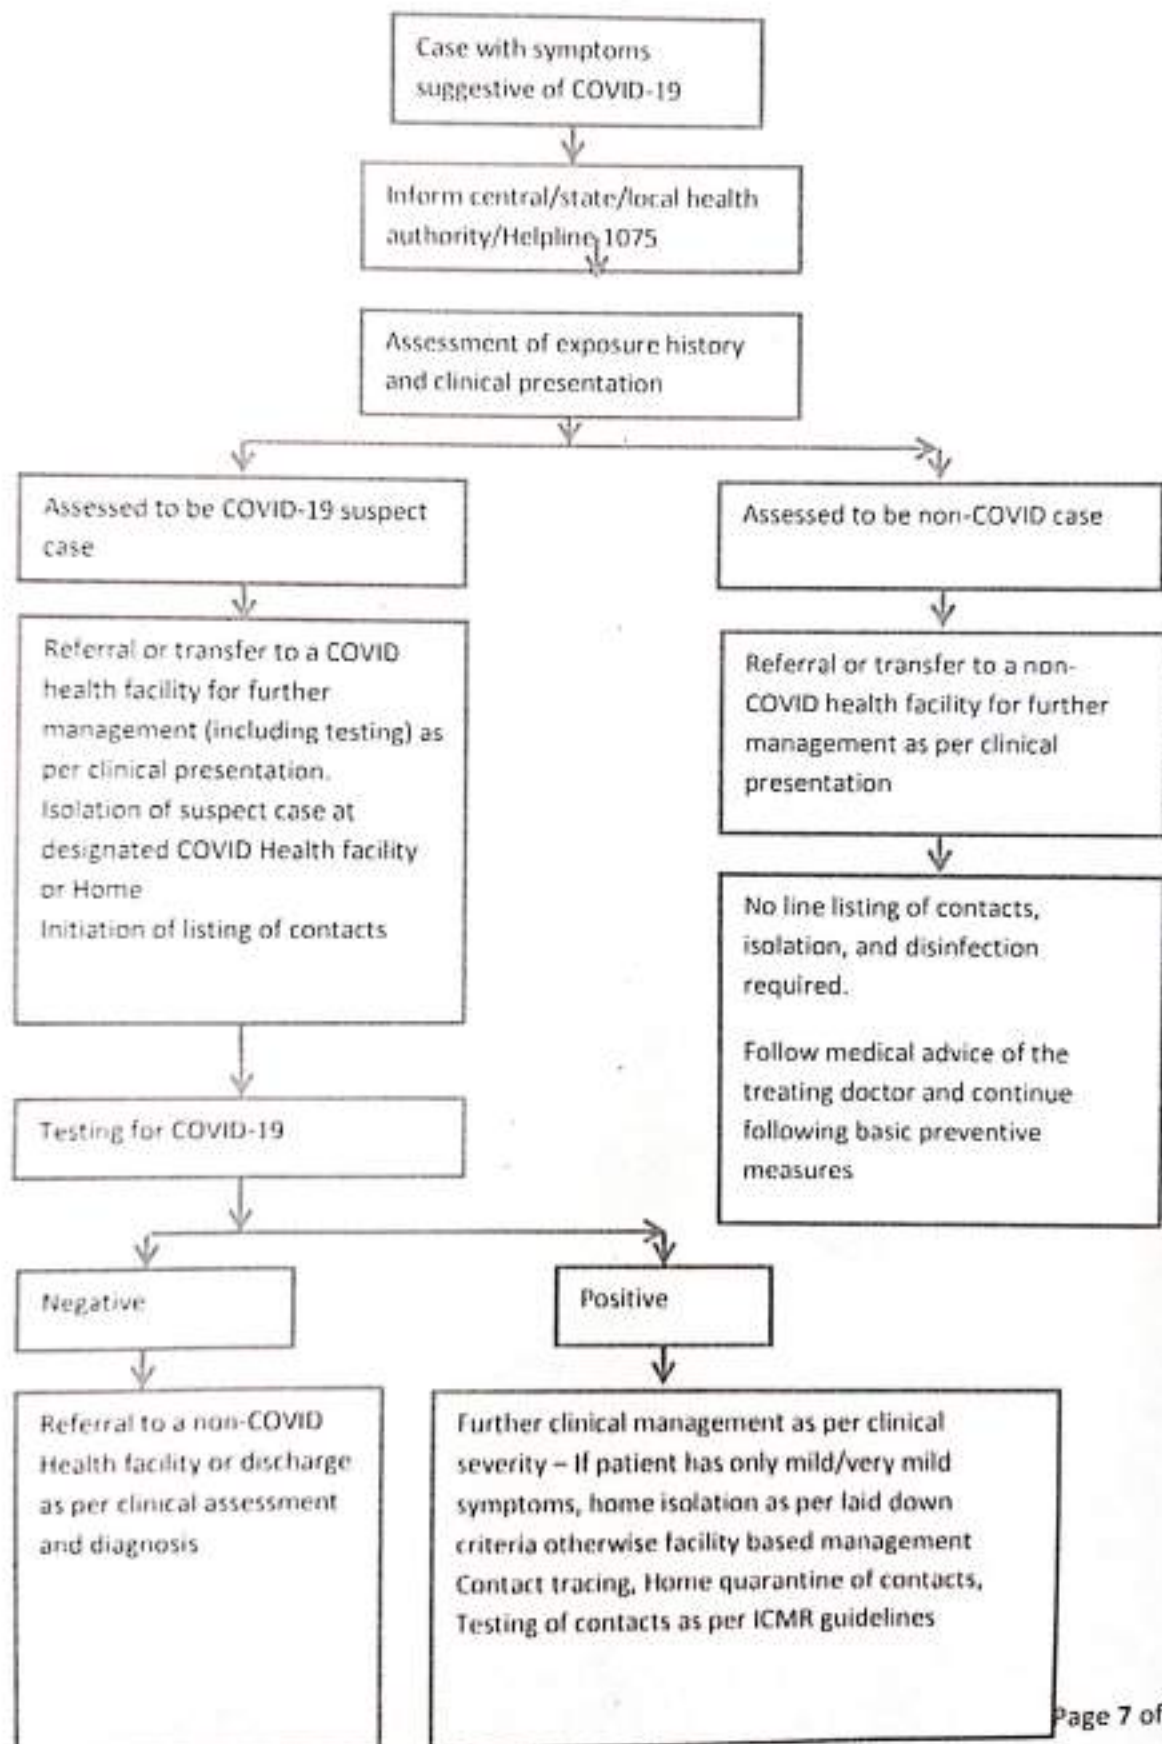 Case with symptoms
suggestive of COVID-19
Inform central/state/local health
authority/Helpline 1075
Assessment of exposure history
and clinical presentation
Assessed to be COVID-19 suspect
case
Assessed to be non-COVID case
Referral or transfer to a COVID
health facility for further
management (including testing) as
per clinical presentation.
Isolation of suspect case at
designated COVID Health facility
or Home
Initiation of listing of contacts
Referral or transfer to a non-
COVID health facility for further
management as per clinical
presentation
No line listing of contacts,
isolation, and disinfection
required.
Follow medical advice of the
treating doctor and continue
following basic preventive
measures
Testing for COVID-19
Negative
Positive
Referral to a non-COVID
Health facility or discharge
as per clinical assessment
and diagnosis
Further clinical management as per clinical
severity – If patient has only mild/very mild
symptoms, home isolation as per laid down
criteria otherwise facility based management
Contact tracing, Home quarantine of contacts,
Testing of contacts as per ICMR guidelines
Page 7 of